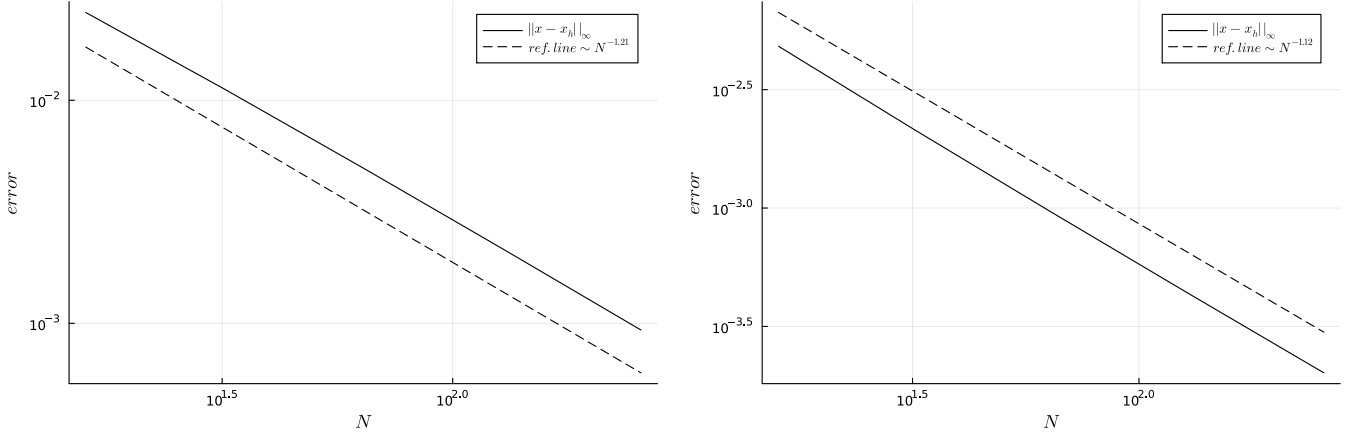 ||x − x_h||_∞
ref. line ∼ N^{−1.21}
10^{−2}
10^{−3}
error
10^{1.5}
10^{2.0}
N
||x − x_h||_∞
ref. line ∼ N^{−1.12}
10^{−2.5}
10^{−3.0}
10^{−3.5}
error
10^{1.5}
10^{2.0}
N